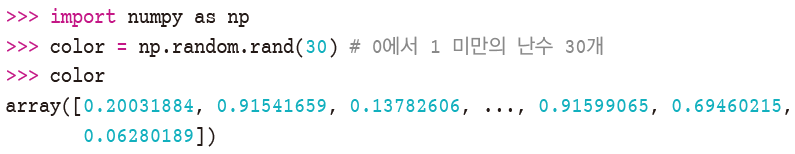 >>> import numpy as np
>>> color = np.random.rand(30) # 0에서 1 미만의 난수 30개
>>> color
array([0.20031884, 0.91541659, 0.13782606, ..., 0.91599065, 0.69460215,
0.06280189])